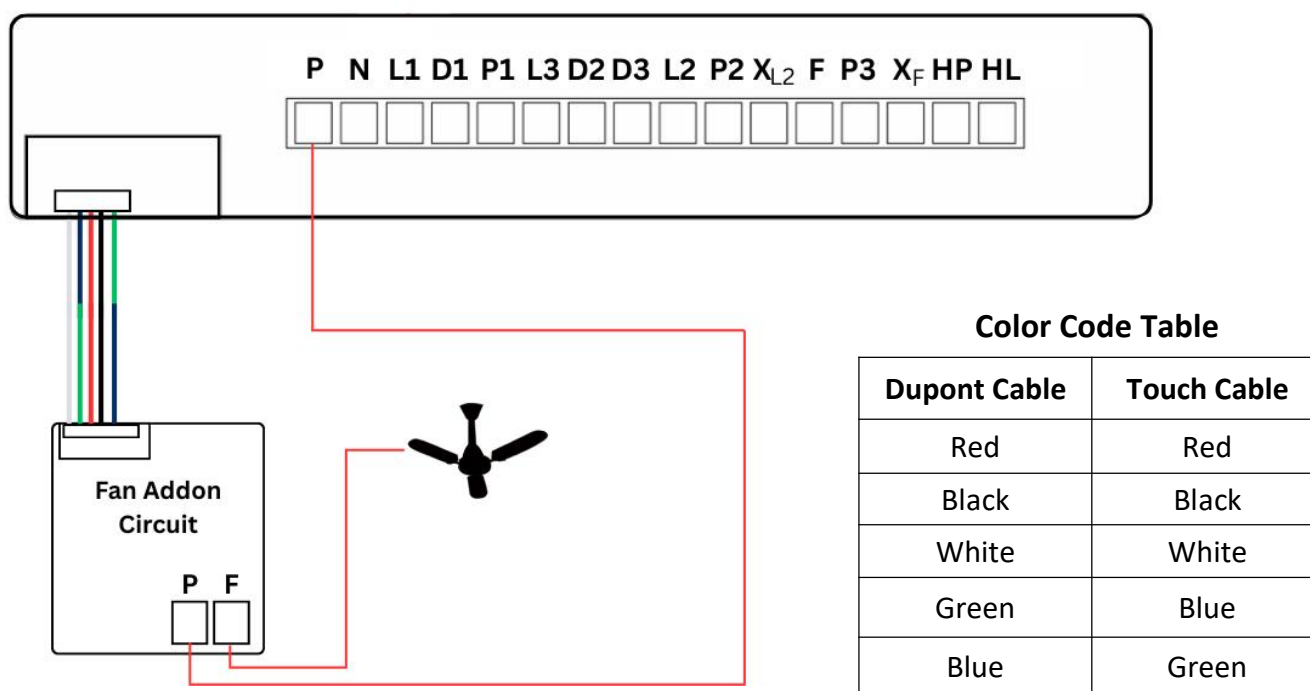 P N L1 D1 P1 L3 D2 D3 L2 P2 XL2 F P3 XF HP HL
Color Code Table
Dupont Cable Touch Cable
Red Red
Black Black
White White
Green Blue
Blue Green
Fan Addon
Circuit
P F